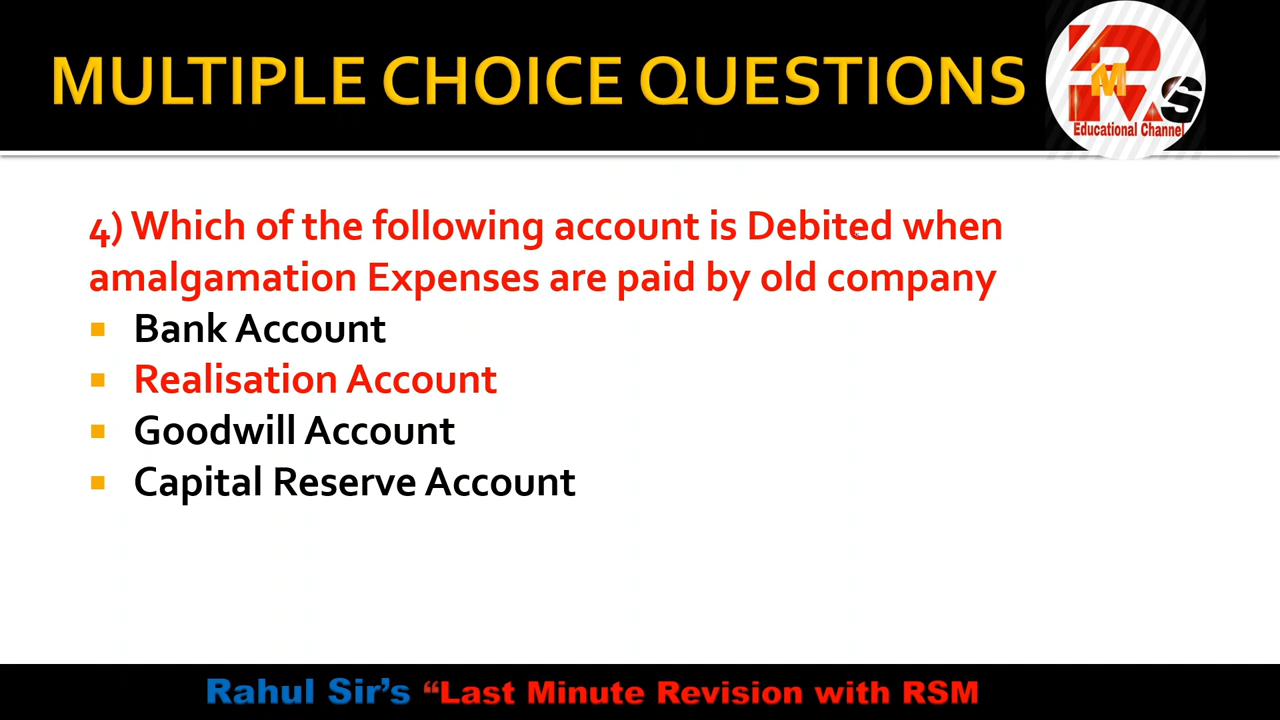 MULTIPLE CHOICE QUESTIONS
RMS
Educational Channel
4) Which of the following account is Debited when
amalgamation Expenses are paid by old company
Bank Account
Realisation Account
Goodwill Account
Capital Reserve Account
Rahul Sir's "Last Minute Revision with RSM